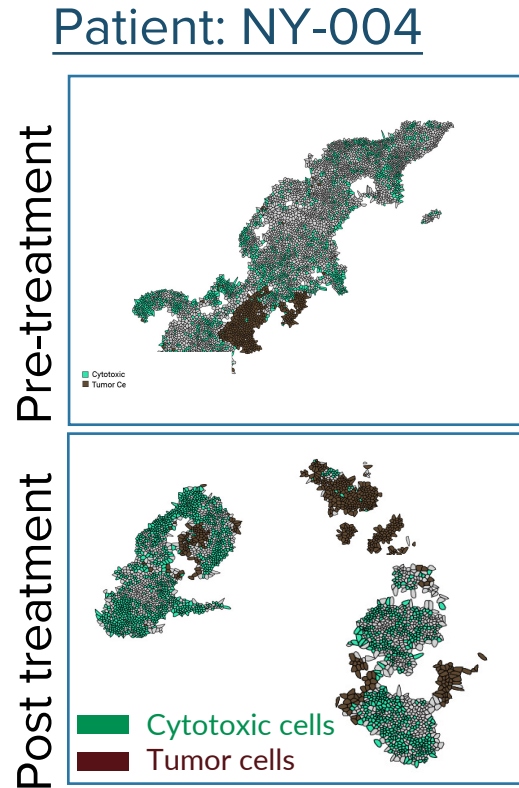 Patient: NY-004
Pre-treatment
Cytotoxic
Tumor Ce
Post treatment
Cytotoxic cells
Tumor cells